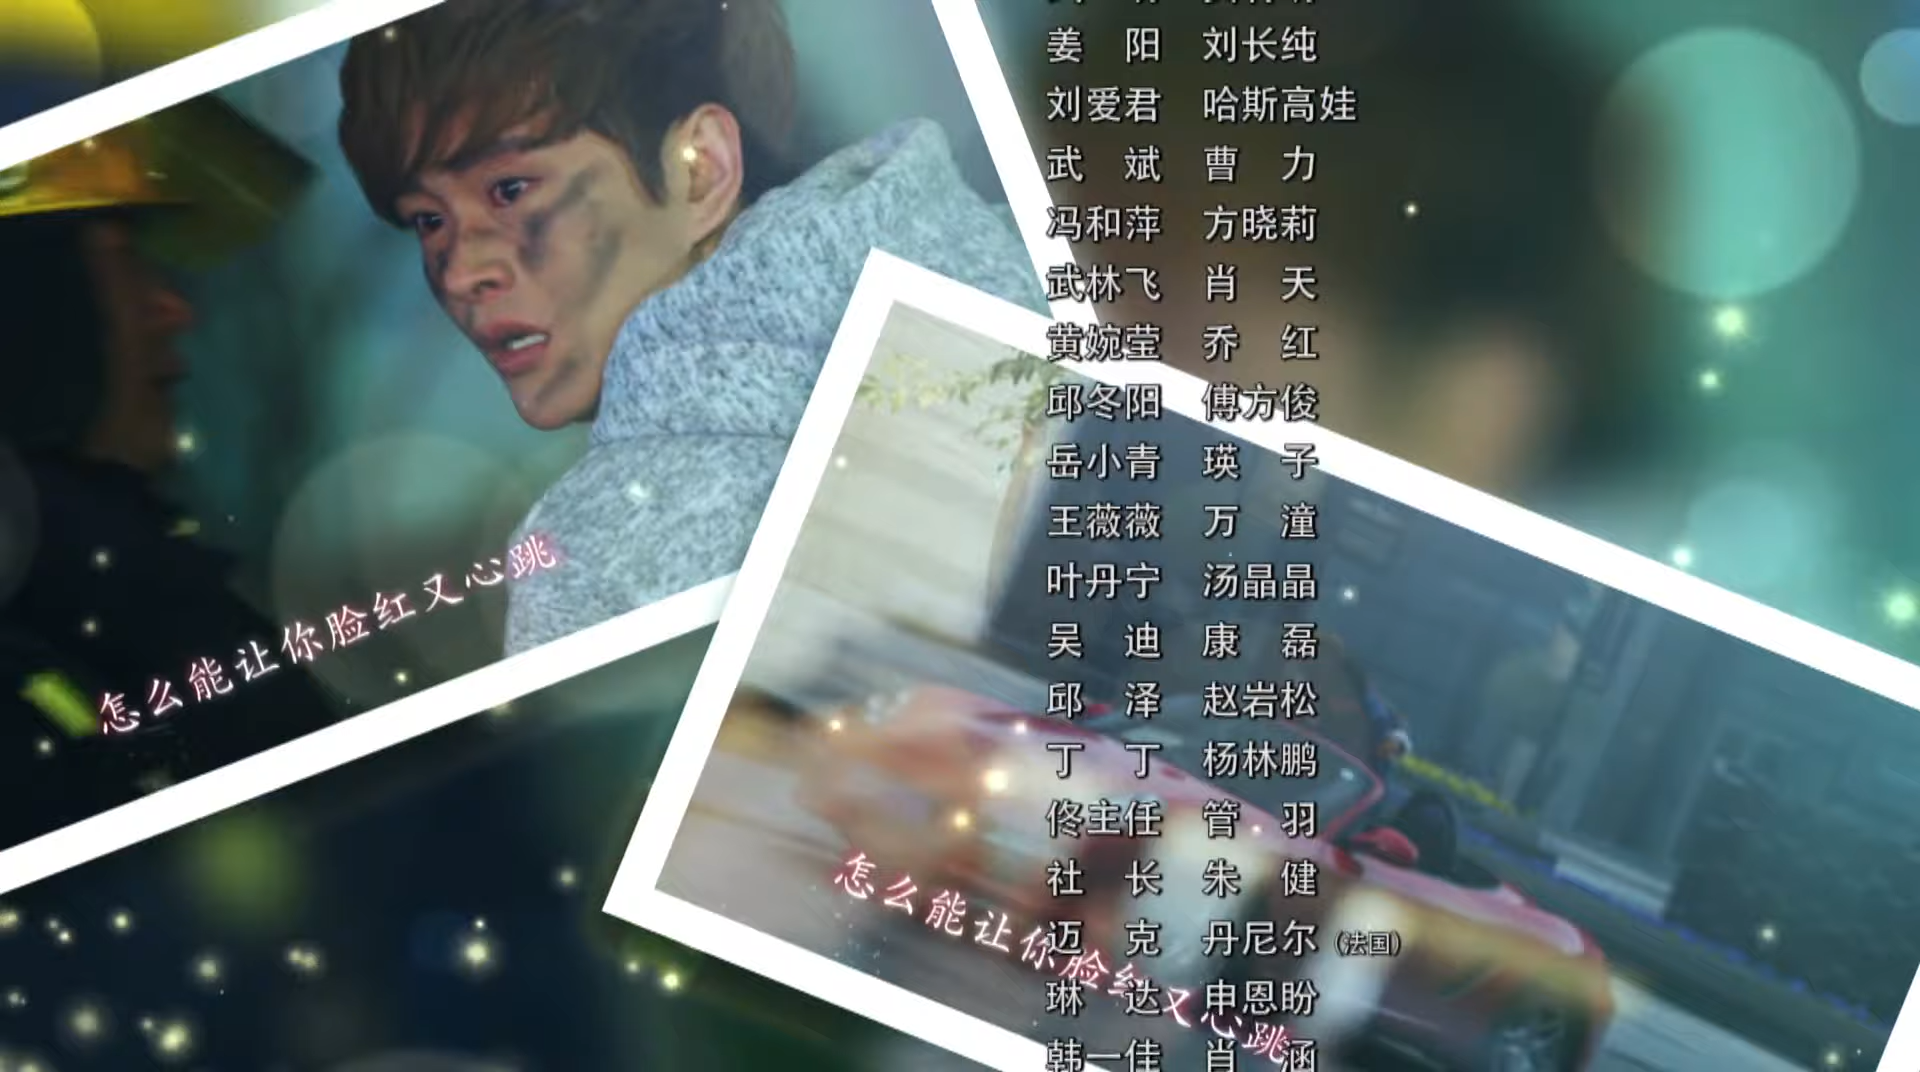 姜 阳 刘长纯
刘爱君 哈斯高娃
武 斌 曹 力
冯和萍 方晓莉
武林飞 肖 天
黄婉莹 乔 红
邱冬阳 傅方俊
岳小青 瑛 子
王薇薇 万 潼
叶丹宁 汤晶晶
吴 迪 康 磊
邱 泽 赵岩松
丁 丁 杨林鹏
佟主任 管 羽
社 长 朱 健
迈 克 丹尼尔（法国）
琳 达 申恩盼
韩一佳 肖 涵
怎么能让你脸红又心跳
怎么能让你脸红又心跳